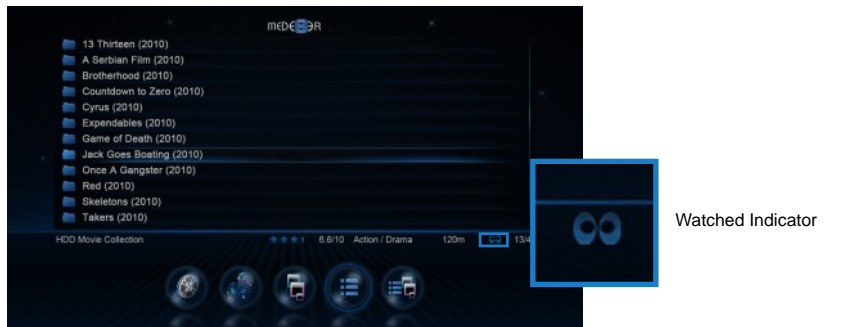 13 Thirteen (2010)
A Serbian Film (2010)
Brotherhood (2010)
Countdown to Zero (2010)
Cyrus (2010)
Expendables (2010)
Game of Death (2010)
Jack Goes Boating (2010)
Once A Gangster (2010)
Red (2010)
Skeletons (2010)
Takers (2010)
HDD Movie Collection 6.6/10 Action / Drama 120m 13/4
Watched Indicator